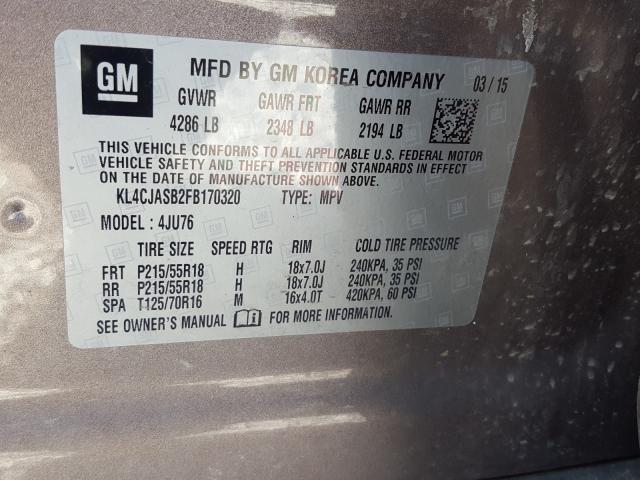 GM
MFD BY GM KOREA COMPANY 03/15
GVWR GAWR FRT GAWR RR
4286 LB 2348 LB 2194 LB
THIS VEHICLE CONFORMS TO ALL APPLICABLE U.S. FEDERAL MOTOR
VEHICLE SAFETY AND THEFT PREVENTION STANDARDS IN EFFECT
ON THE DATE OF MANUFACTURE SHOWN ABOVE.
KL4CJASB2FB170320 TYPE: MPV
MODEL : 4JU76
TIRE SIZE SPEED RTG RIM COLD TIRE PRESSURE
FRT P215/55R18 H 18x7.0J 240KPA, 35 PSI
RR P215/55R18 H 18x7.0J 240KPA, 35 PSI
SPA T125/70R16 M 16x4.0T 420KPA, 60 PSI
SEE OWNER'S MANUAL FOR MORE INFORMATION.